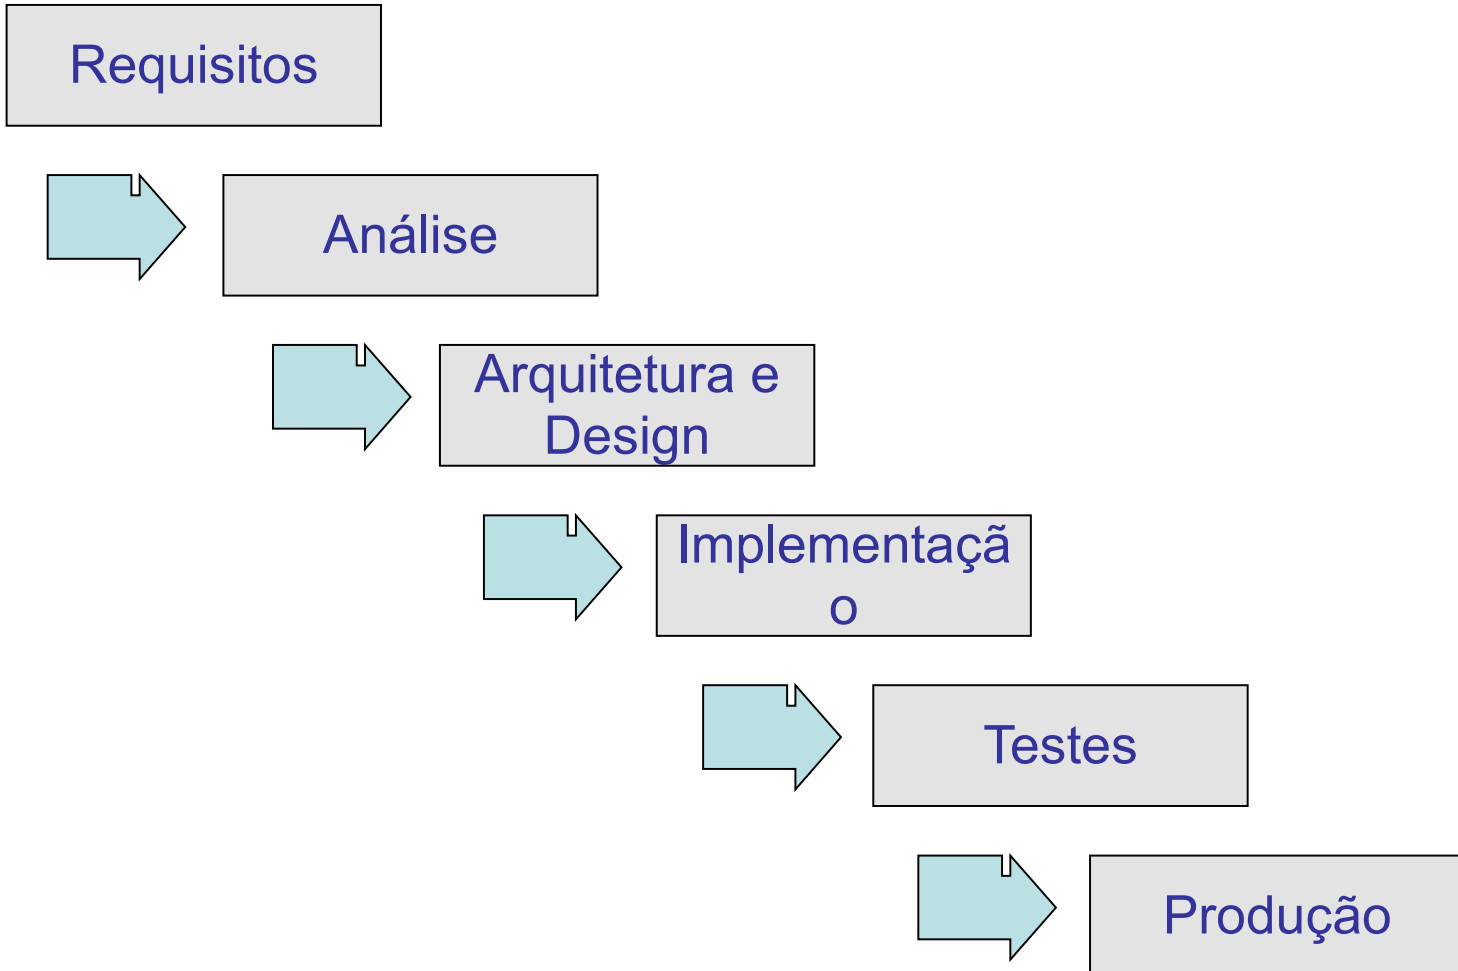 Requisitos
Análise
Arquitetura e
Design
Implementaçã
o
Testes
Produção